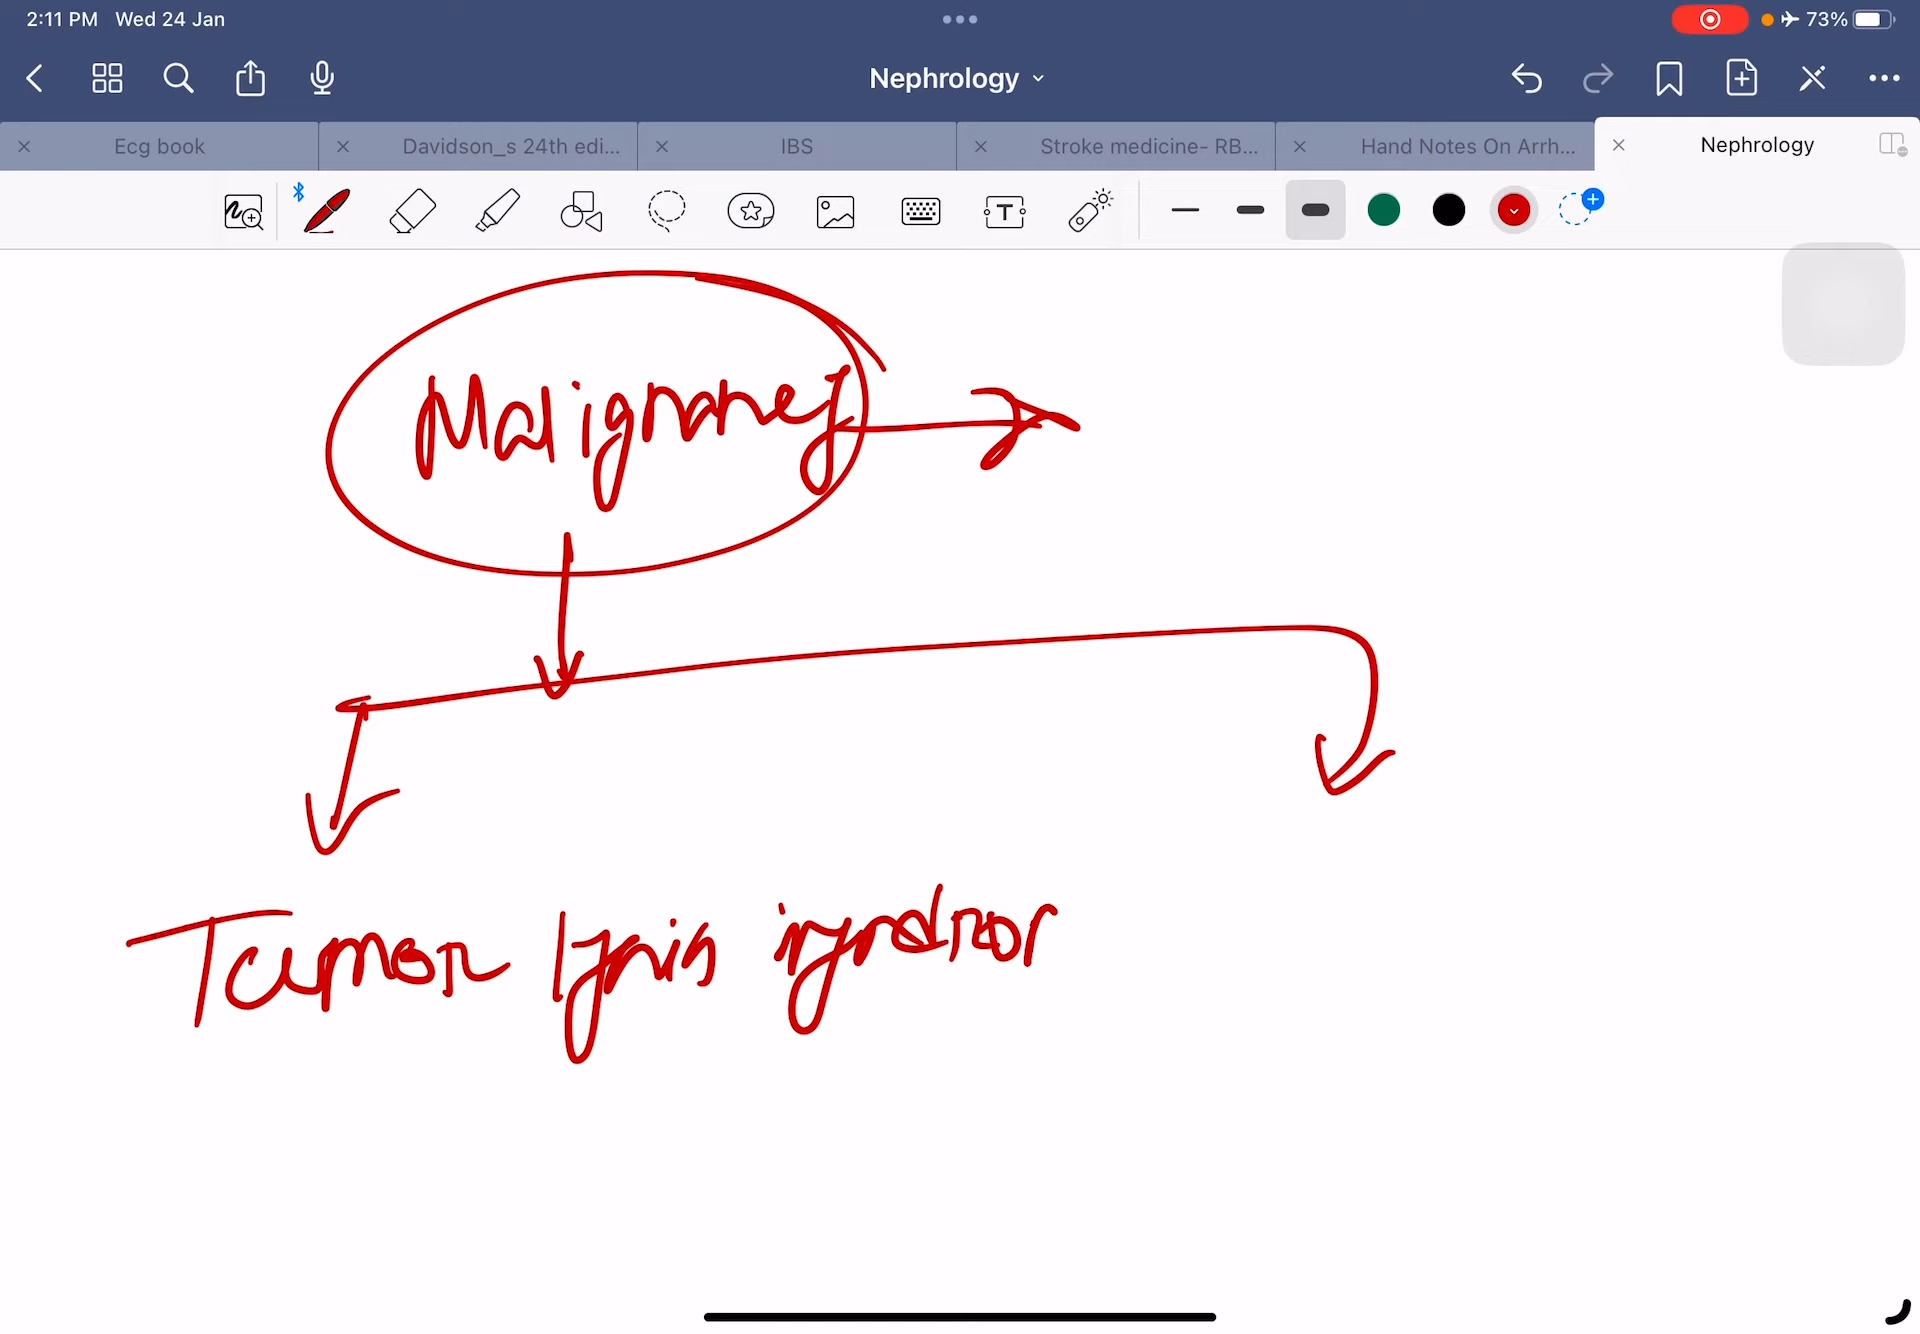 2:11 PM Wed 24 Jan 73%
Nephrology
Ecg book Davidson_s 24th edi... IBS Stroke medicine- RB... Hand Notes On Arrh... Nephrology
T
Malignancy
Tumor lysis syndrom